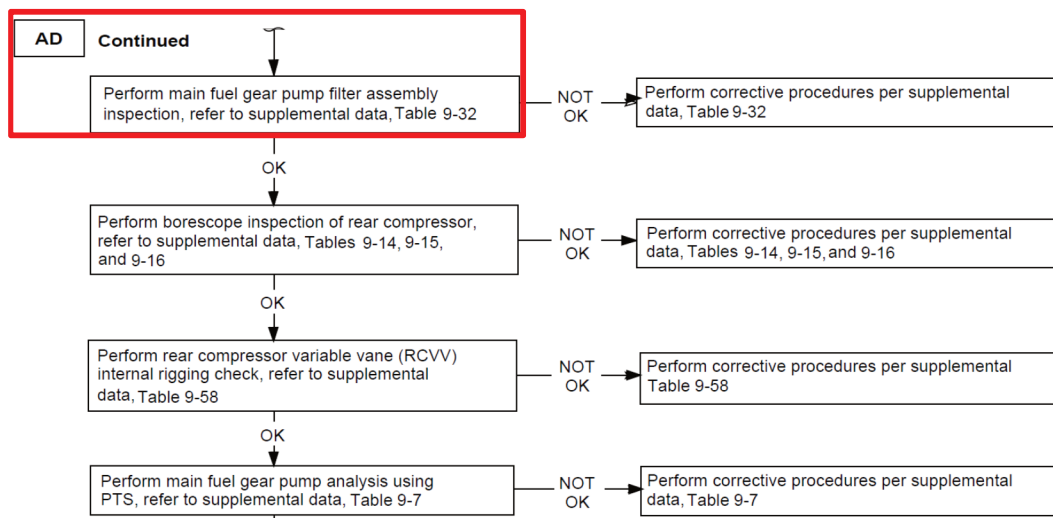 AD Continued
Perform main fuel gear pump filter assembly
inspection, refer to supplemental data, Table 9-32
NOT
OK
Perform corrective procedures per supplemental
data, Table 9-32
OK
Perform borescope inspection of rear compressor,
refer to supplemental data, Tables 9-14, 9-15,
and 9-16
NOT
OK
Perform corrective procedures per supplemental
data, Tables 9-14, 9-15, and 9-16
OK
Perform rear compressor variable vane (RCVV)
internal rigging check, refer to supplemental
data, Table 9-58
NOT
OK
Perform corrective procedures per supplemental
Table 9-58
OK
Perform main fuel gear pump analysis using
PTS, refer to supplemental data, Table 9-7
NOT
OK
Perform corrective procedures per supplemental
data, Table 9-7